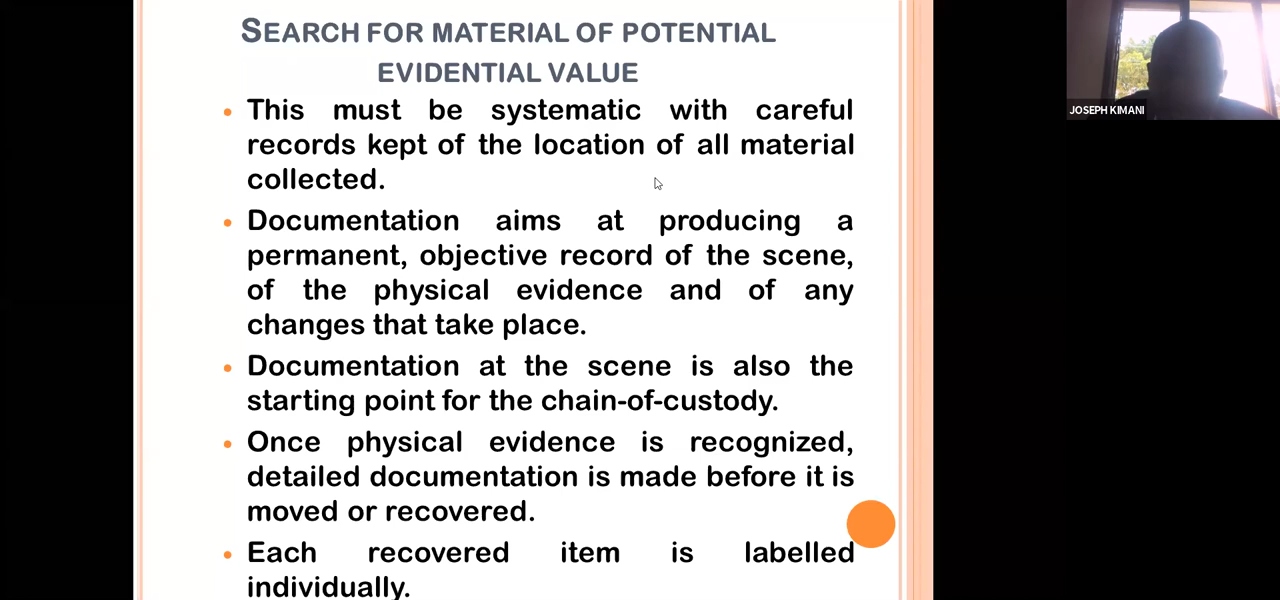 SEARCH FOR MATERIAL OF POTENTIAL
EVIDENTIAL VALUE
This must be systematic with careful
records kept of the location of all material
collected.
Documentation aims at producing a
permanent, objective record of the scene,
of the physical evidence and of any
changes that take place.
Documentation at the scene is also the
starting point for the chain-of-custody.
Once physical evidence is recognized,
detailed documentation is made before it is
moved or recovered.
Each recovered item is labelled
individually.
JOSEPH KIMANI